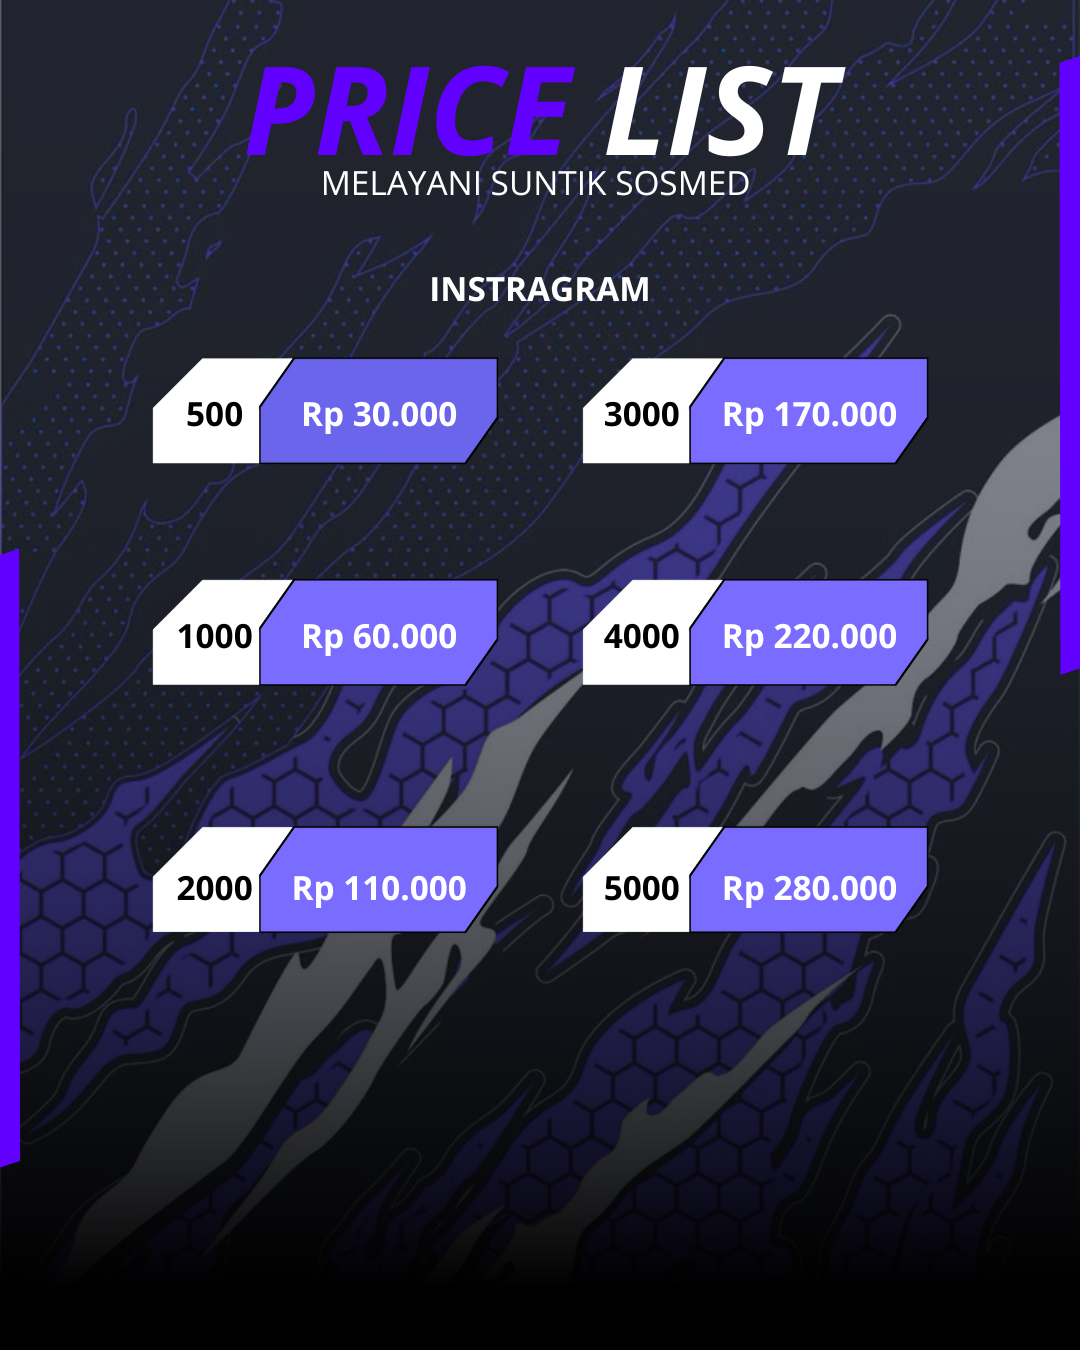 PRICE LIST
MELAYANI SUNTIK SOSMED
INSTRAGRAM
500 Rp 30.000
3000 Rp 170.000
1000 Rp 60.000
4000 Rp 220.000
2000 Rp 110.000
5000 Rp 280.000